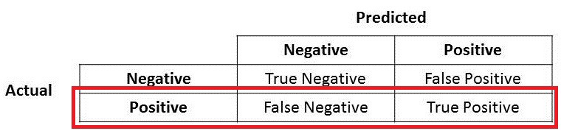 Predicted
Negative Positive
Actual Negative True Negative False Positive
Positive False Negative True Positive